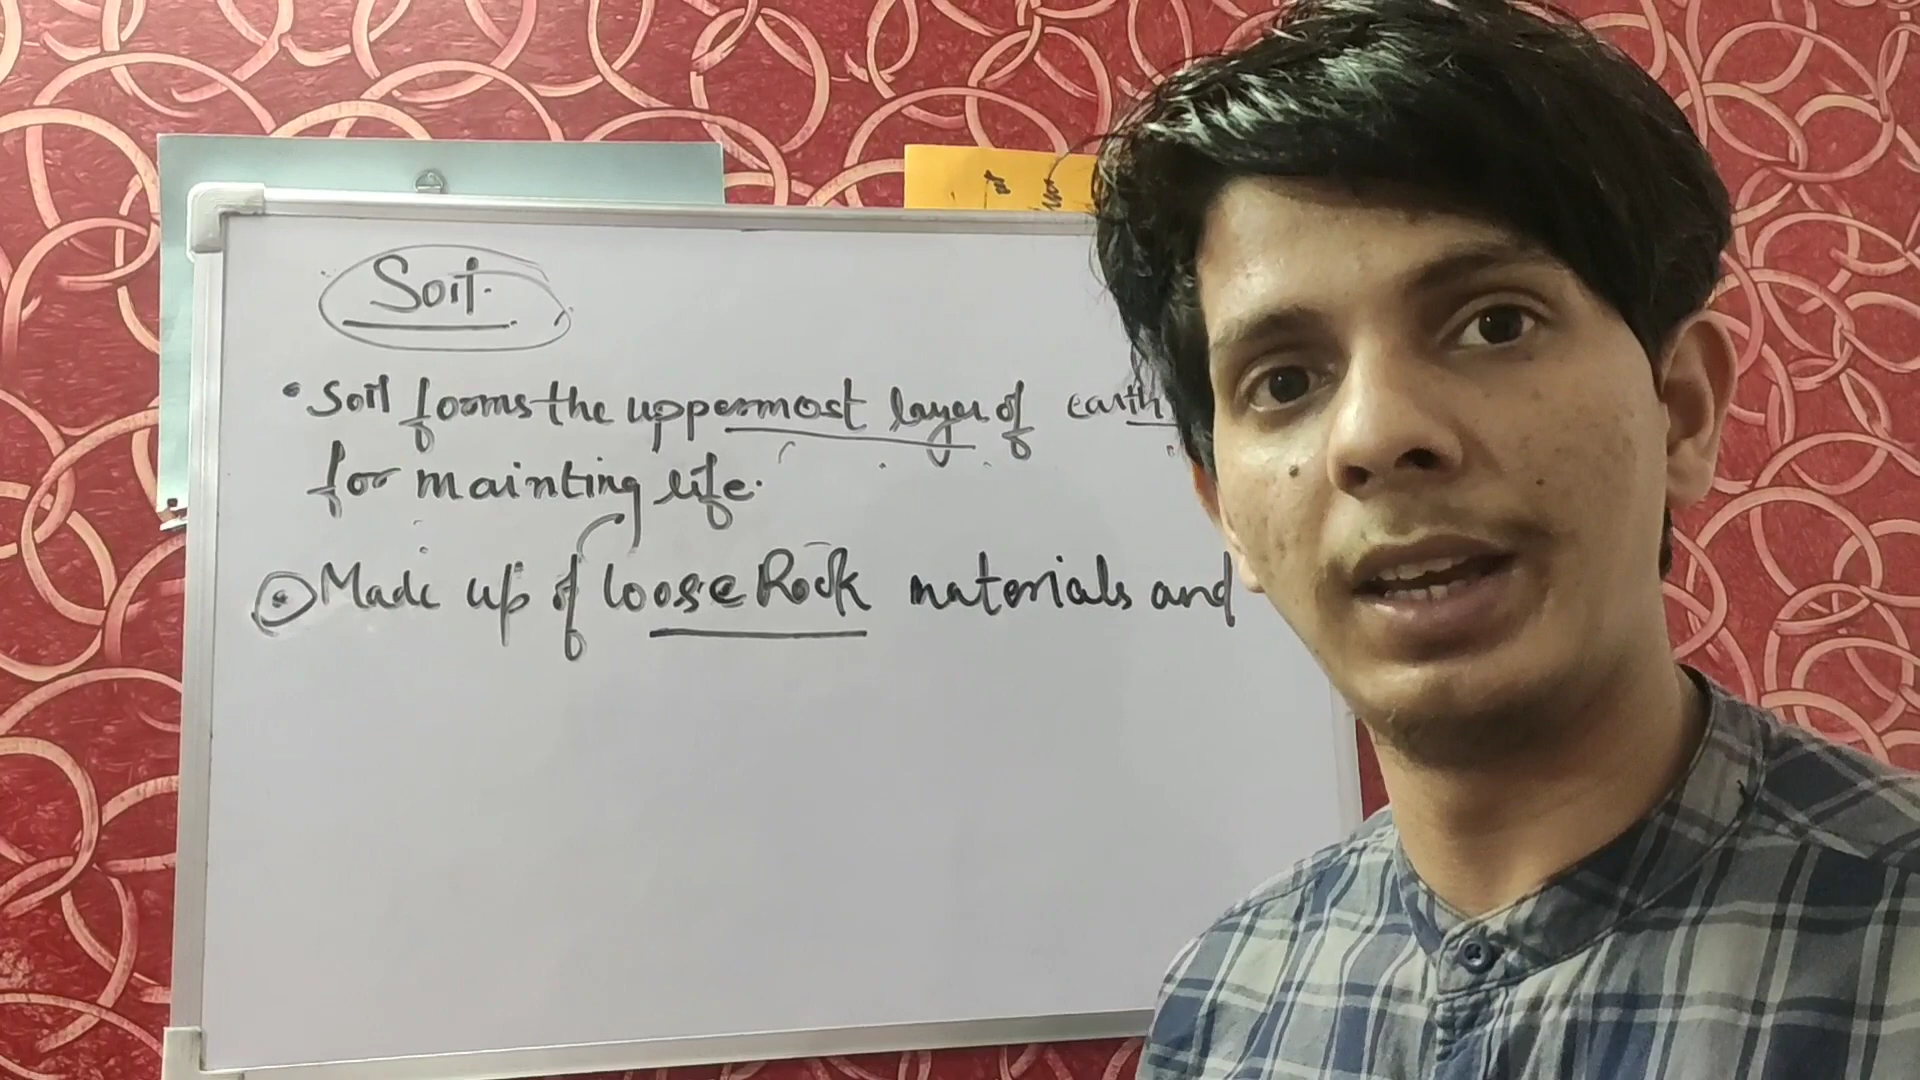 Soil.
• Soil forms the uppermost layer of earth
for mainting life.
• Made up of loose Rock materials and